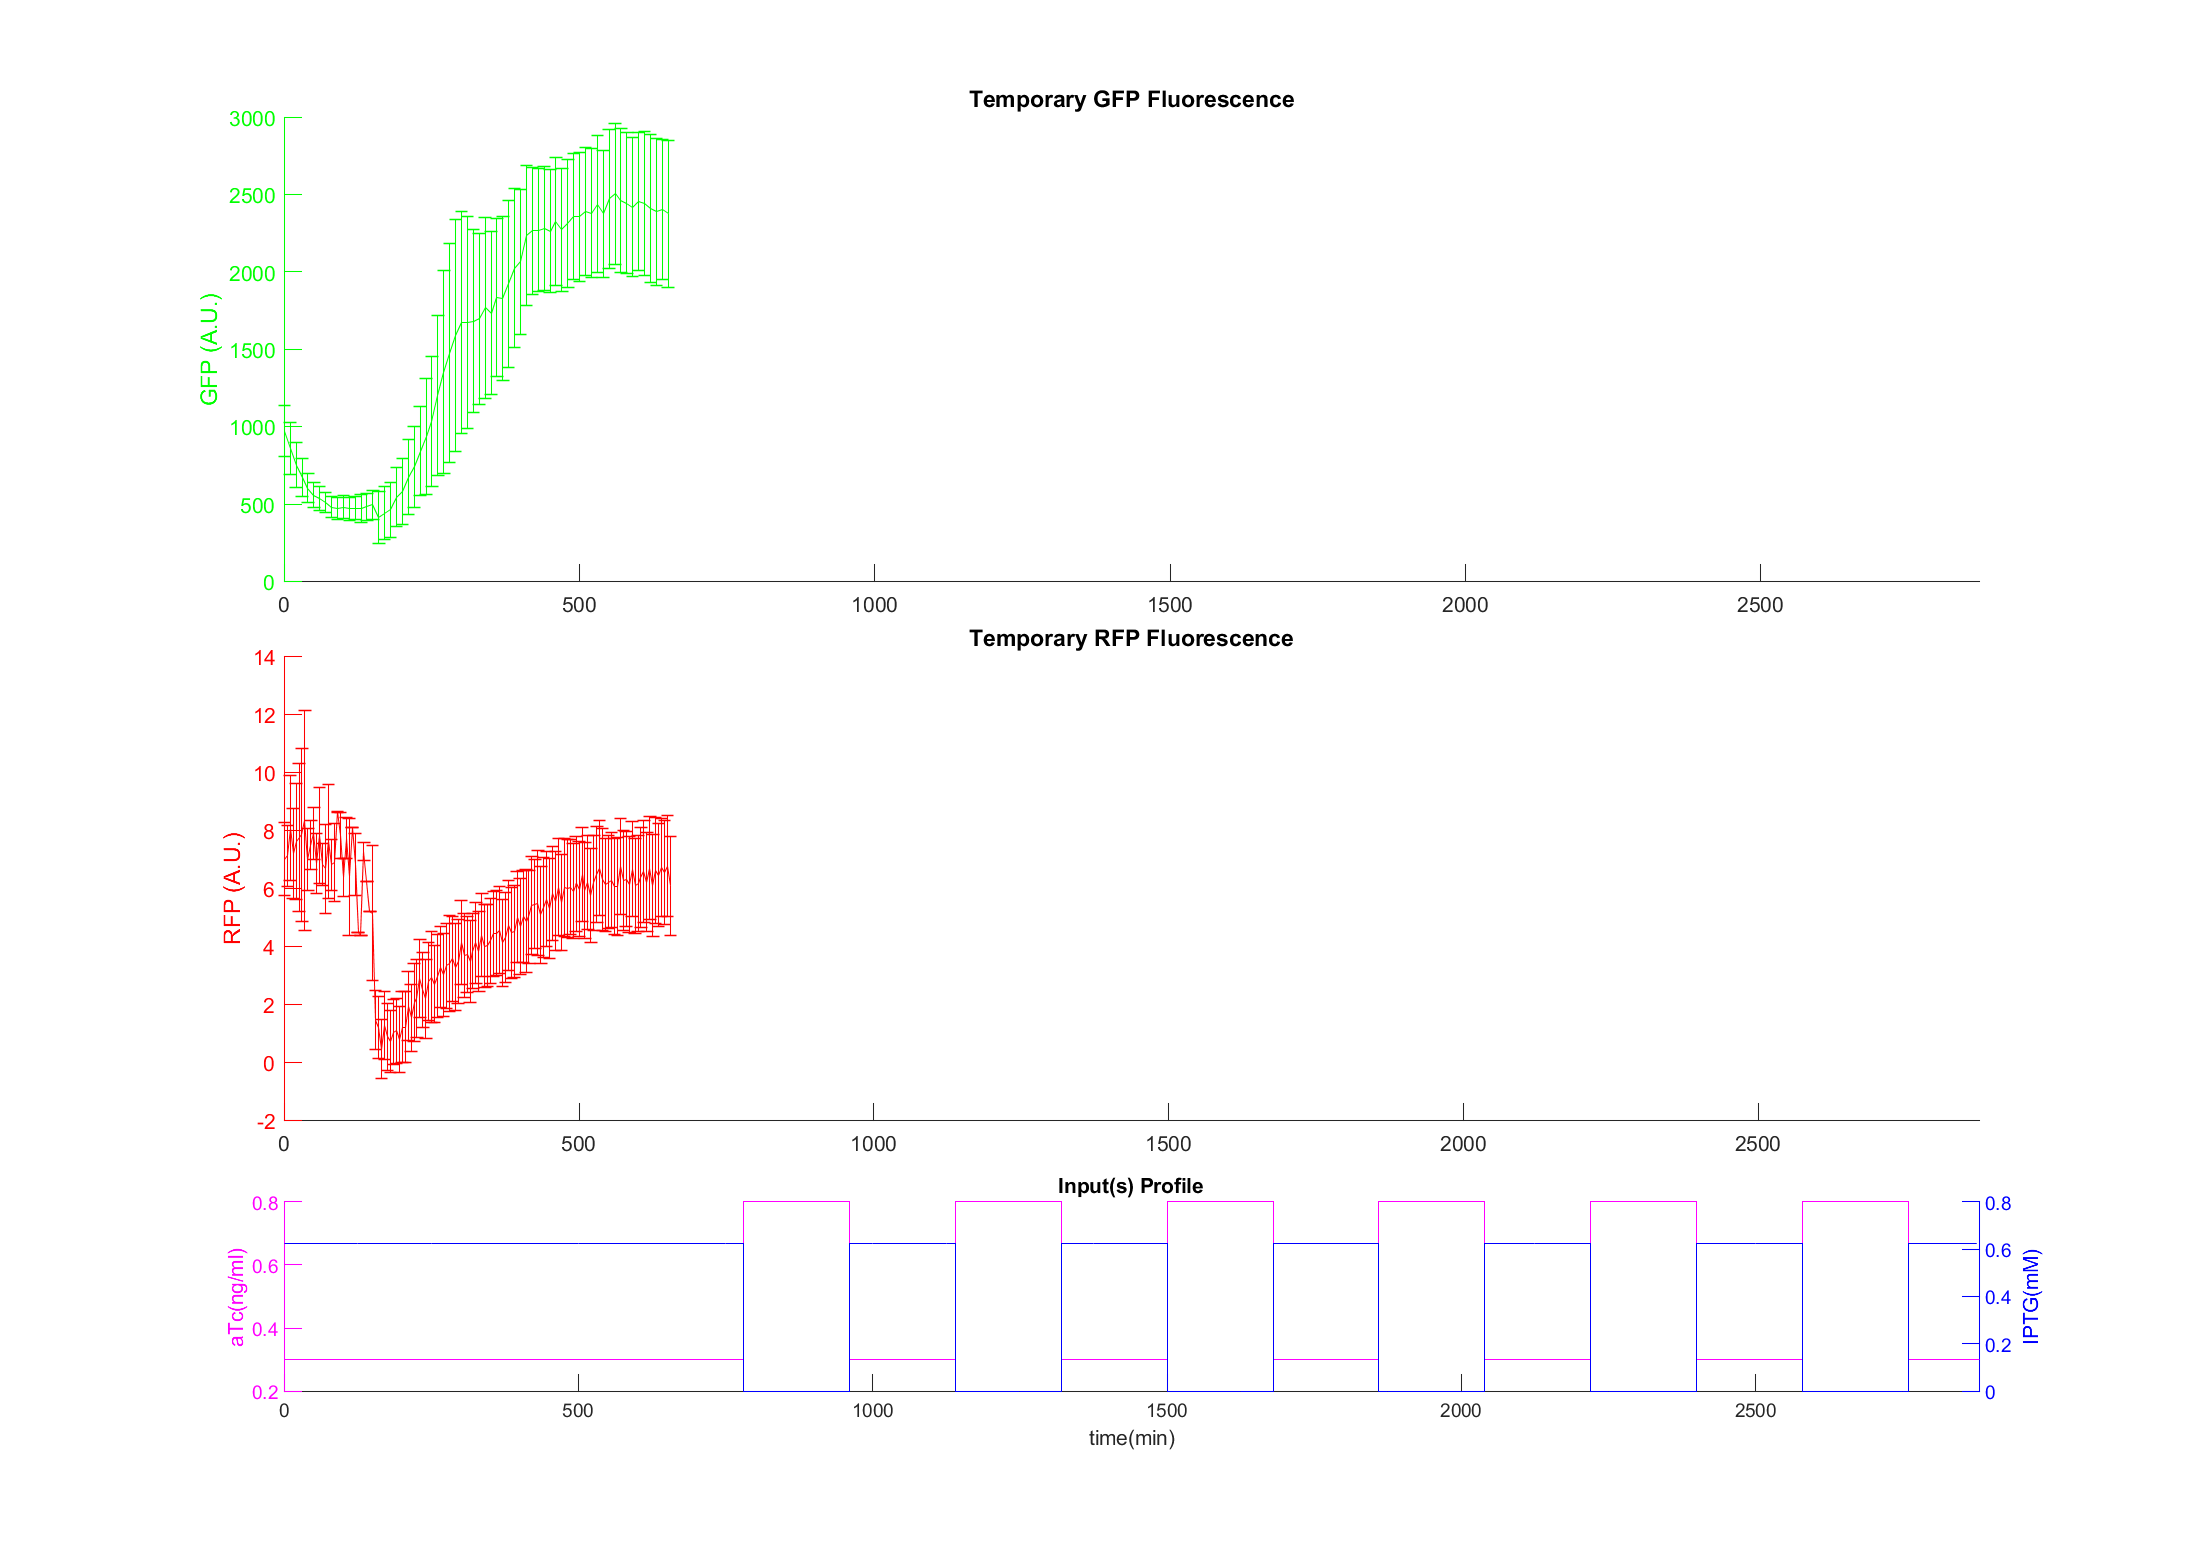 Temporary GFP Fluorescence
3000
2500
2000
1500
1000
500
0
GFP (A.U.)
0 500 1000 1500 2000 2500
Temporary RFP Fluorescence
14
12
10
8
6
4
2
0
-2
RFP (A.U.)
0 500 1000 1500 2000 2500
Input(s) Profile
0.8
0.6
0.4
0.2
aTc(ng/ml)
0.8
0.6
0.4
0.2
0
IPTG(mM)
0 500 1000 1500 2000 2500
time(min)